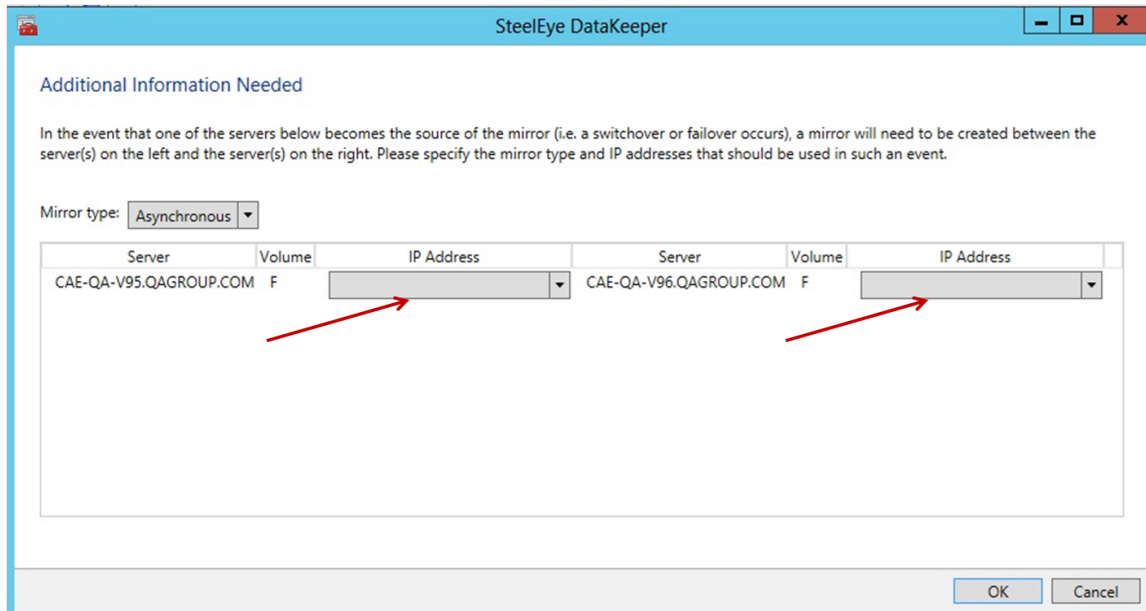 SteelEye DataKeeper
Additional Information Needed
In the event that one of the servers below becomes the source of the mirror (i.e. a switchover or failover occurs), a mirror will need to be created between the
server(s) on the left and the server(s) on the right. Please specify the mirror type and IP addresses that should be used in such an event.
Mirror type: Asynchronous
Server Volume IP Address Server Volume IP Address
CAE-QA-V95.QAGROUP.COM F CAE-QA-V96.QAGROUP.COM F
OK Cancel